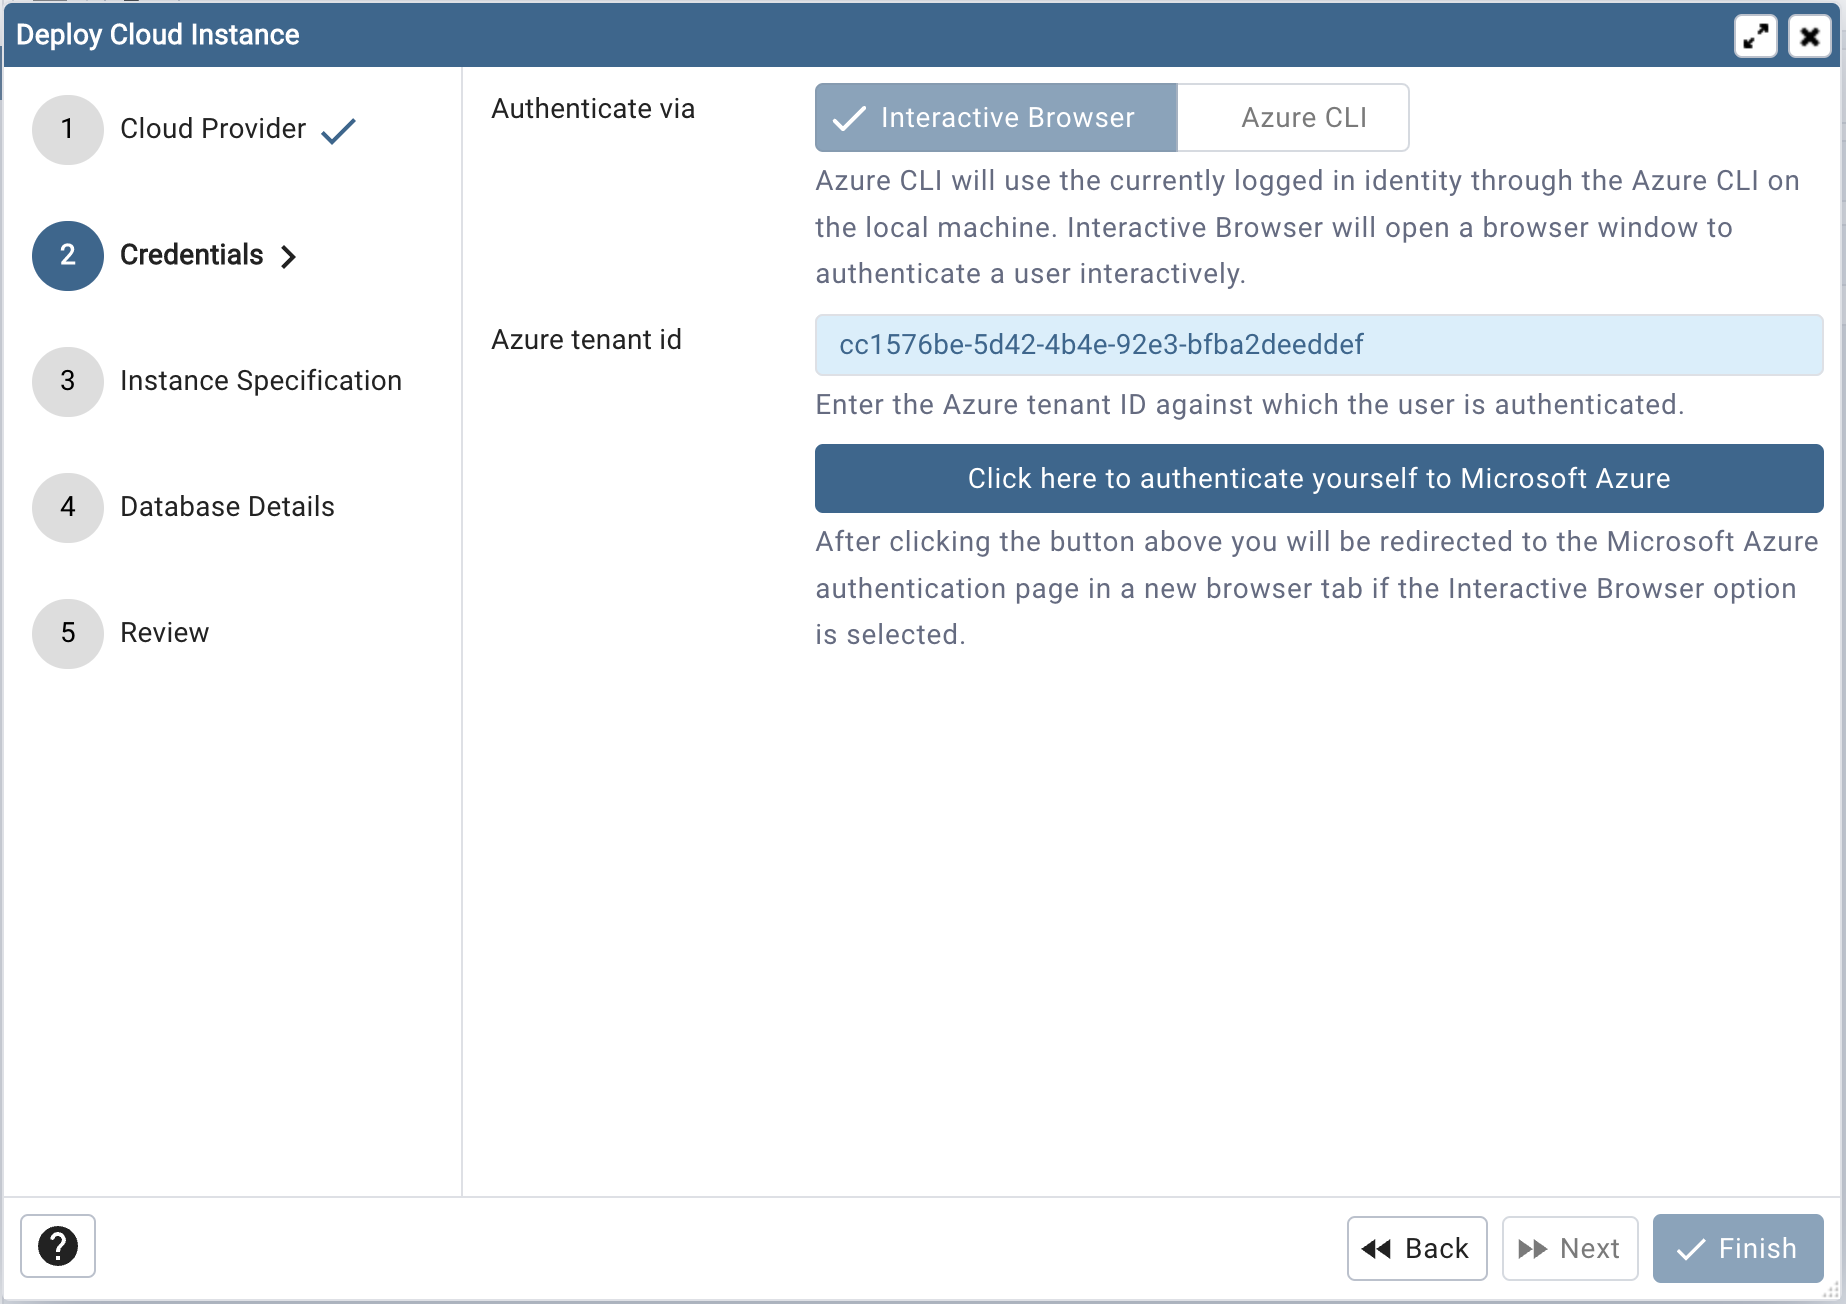 Deploy Cloud Instance
1 Cloud Provider
2 Credentials
3 Instance Specification
4 Database Details
5 Review
Authenticate via
Interactive Browser
Azure CLI
Azure CLI will use the currently logged in identity through the Azure CLI on
the local machine. Interactive Browser will open a browser window to
authenticate a user interactively.
Azure tenant id
cc1576be-5d42-4b4e-92e3-bfba2deeddef
Enter the Azure tenant ID against which the user is authenticated.
Click here to authenticate yourself to Microsoft Azure
After clicking the button above you will be redirected to the Microsoft Azure
authentication page in a new browser tab if the Interactive Browser option
is selected.
?
Back
Next
Finish